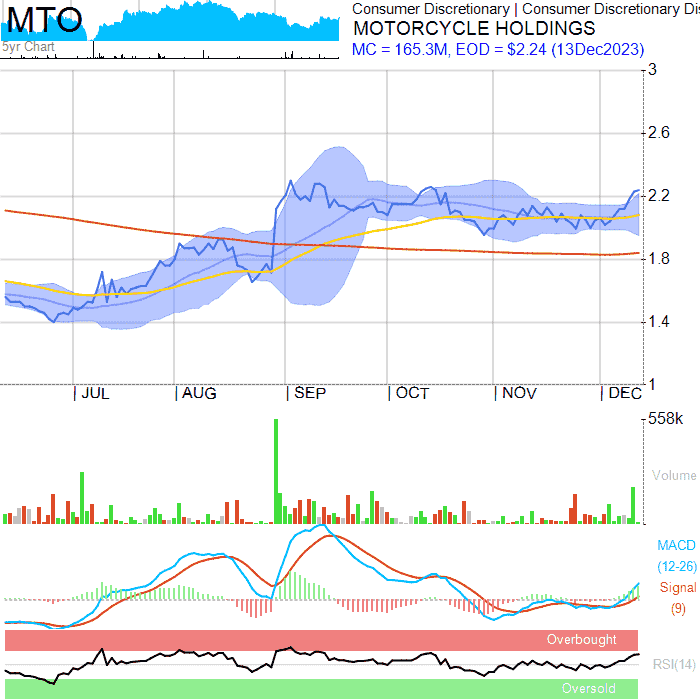 MTO
5yr Chart
Consumer Discretionary | Consumer Discretionary Dis
MOTORCYCLE HOLDINGS
MC = 165.3M, EOD = $2.24 (13Dec2023)
3
2.6
2.2
1.8
1.4
1
JUL
AUG
SEP
OCT
NOV
DEC
558k
Volume
MACD
(12-26)
Signal
(9)
Overbought
RSI(14)
Oversold